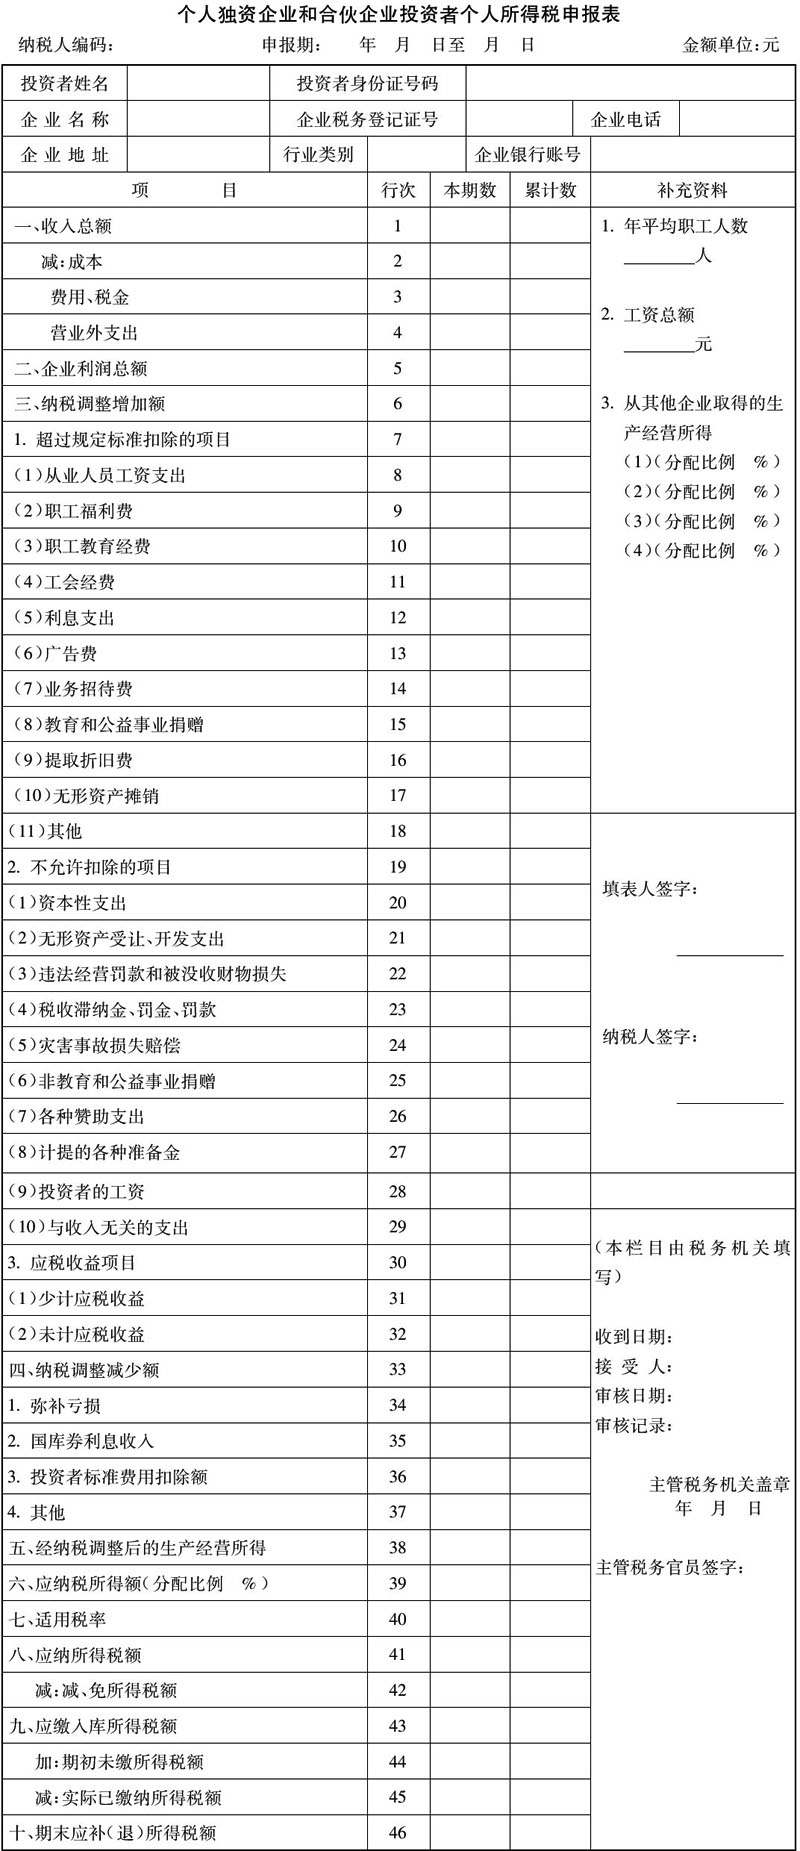 个人独资企业和合伙企业投资者个人所得税申报表
纳税人编码: 申报期: 年 月 日至 月 日 金额单位:元
投资者姓名 投资者身份证号码
企业名称 企业税务登记证号 企业电话
企业地址 行业类别 企业银行账号
项 目 行次 本期数 累计数 补充资料
一、收入总额 1
减:成本 2
费用、税金 3
营业外支出 4
二、企业利润总额 5
三、纳税调整增加额 6
1. 超过规定标准扣除的项目 7
(1)从业人员工资支出 8
(2)职工福利费 9
(3)职工教育经费 10
(4)工会经费 11
(5)利息支出 12
(6)广告费 13
(7)业务招待费 14
(8)教育和公益事业捐赠 15
(9)提取折旧费 16
(10)无形资产摊销 17
1. 年平均职工人数
________人
2. 工资总额
________元
3. 从其他企业取得的生
产经营所得
(1)(分配比例 %)
(2)(分配比例 %)
(3)(分配比例 %)
(4)(分配比例 %)
(11)其他 18
2. 不允许扣除的项目 19
(1)资本性支出 20
(2)无形资产受让、开发支出 21
(3)违法经营罚款和被没收财物损失 22
(4)税收滞纳金、罚金、罚款 23
(5)灾害事故损失赔偿 24
(6)非教育和公益事业捐赠 25
(7)各种赞助支出 26
(8)计提的各种准备金 27
填表人签字:
纳税人签字:
(9)投资者的工资 28
(10)与收入无关的支出 29
3. 应税收益项目 30
(1)少计应税收益 31
(2)未计应税收益 32
四、纳税调整减少额 33
1. 弥补亏损 34
2. 国库券利息收入 35
3. 投资者标准费用扣除额 36
4. 其他 37
五、经纳税调整后的生产经营所得 38
六、应纳税所得额(分配比例 %) 39
七、适用税率 40
八、应纳所得税额 41
减:减、免所得税额 42
九、应缴入库所得税额 43
加:期初未缴所得税额 44
减:实际已缴纳所得税额 45
十、期末应补(退)所得税额 46
(本栏目由税务机关填
写)
收到日期:
接受人:
审核日期:
审核记录:
主管税务机关盖章
年 月 日
主管税务官员签字: